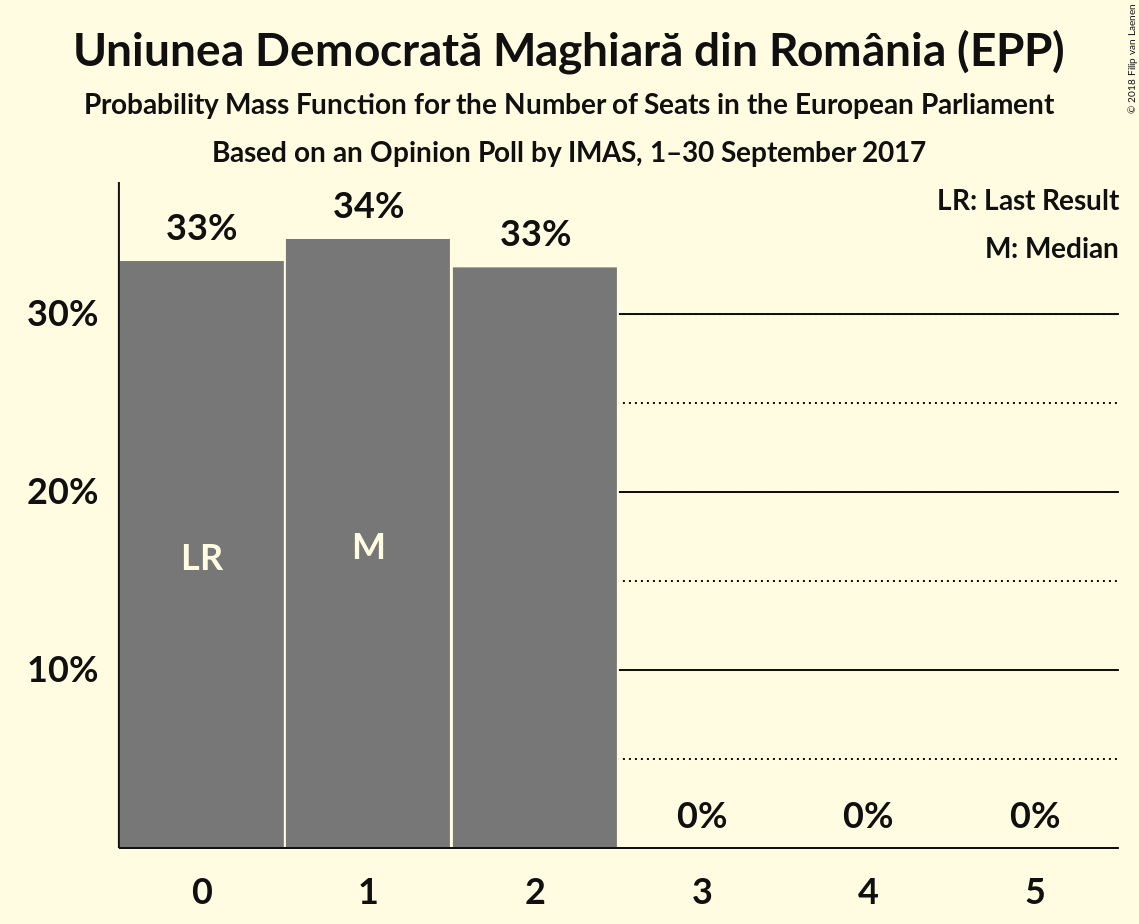 Uniunea Democrată Maghiară din România (EPP)
Probability Mass Function for the Number of Seats in the European Parliament
Based on an Opinion Poll by IMAS, 1–30 September 2017
© 2018 Filip van Laenen
LR: Last Result
M: Median
33%
34%
33%
30%
20%
LR
M
10%
0%
0%
0%
0
1
2
3
4
5